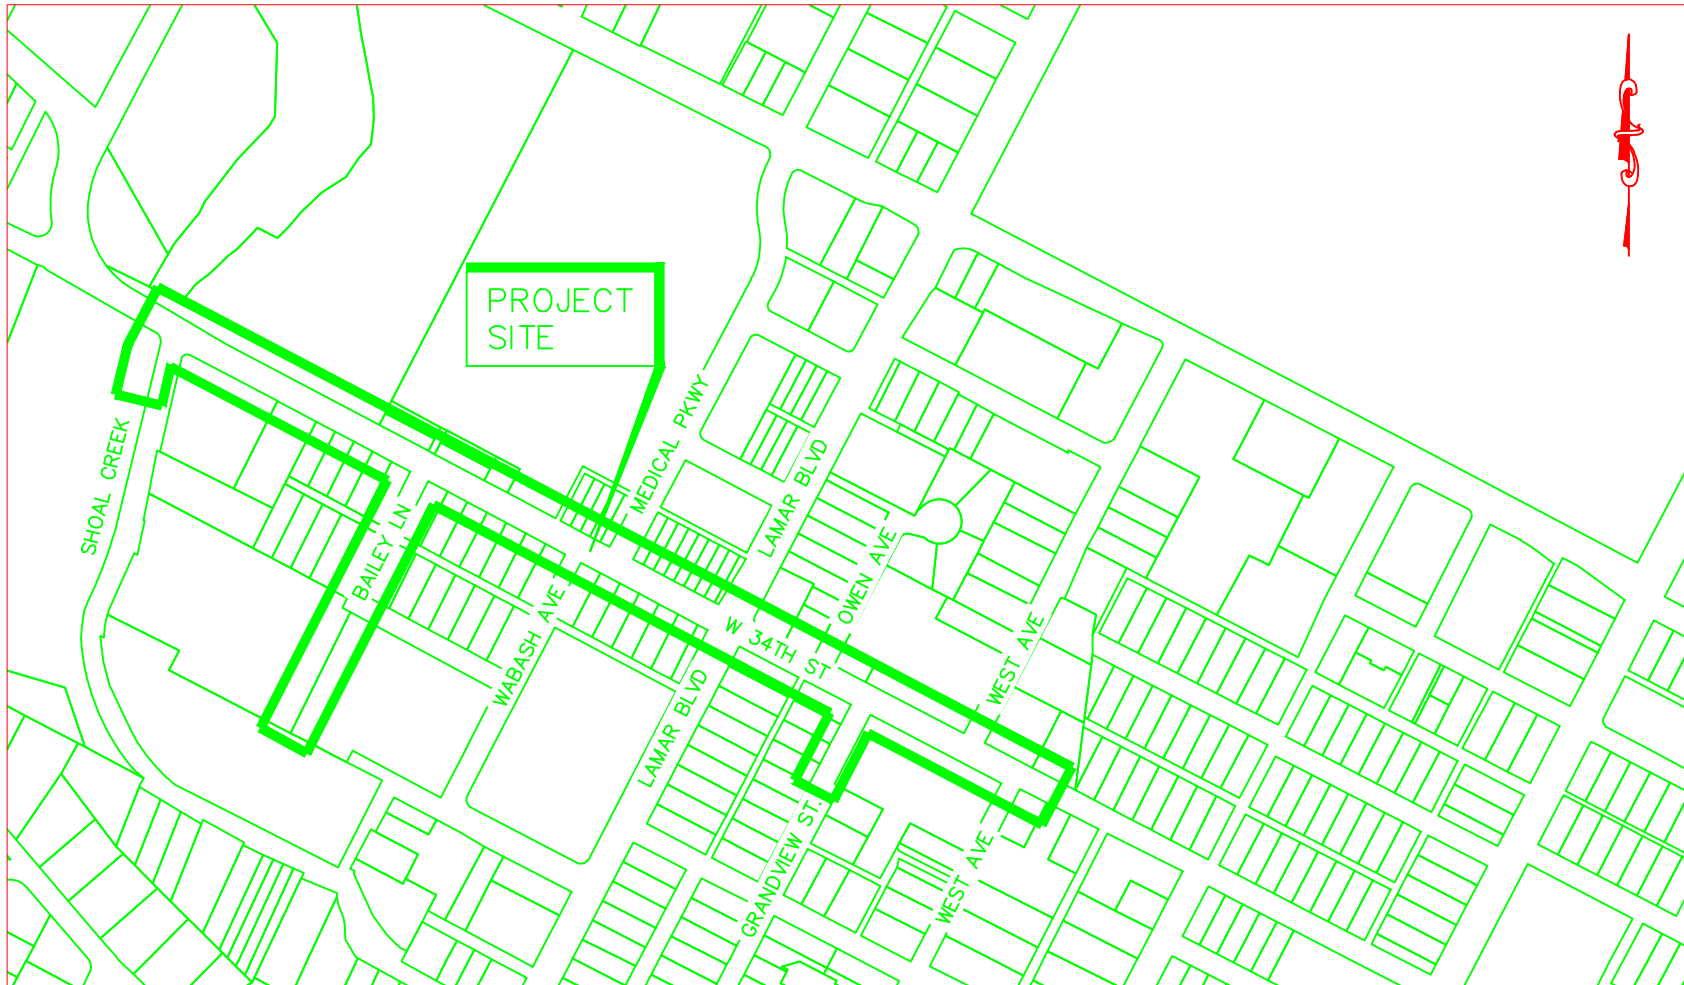 PROJECT
SITE
MEDICAL PKWY
SHOAL CREEK
LAMAR BLVD
BAILEY LN
OWEN AVE
WABASH AVE
W 34TH ST
WEST AVE
LAMAR BLVD
GRANDVIEW ST.
WEST AVE